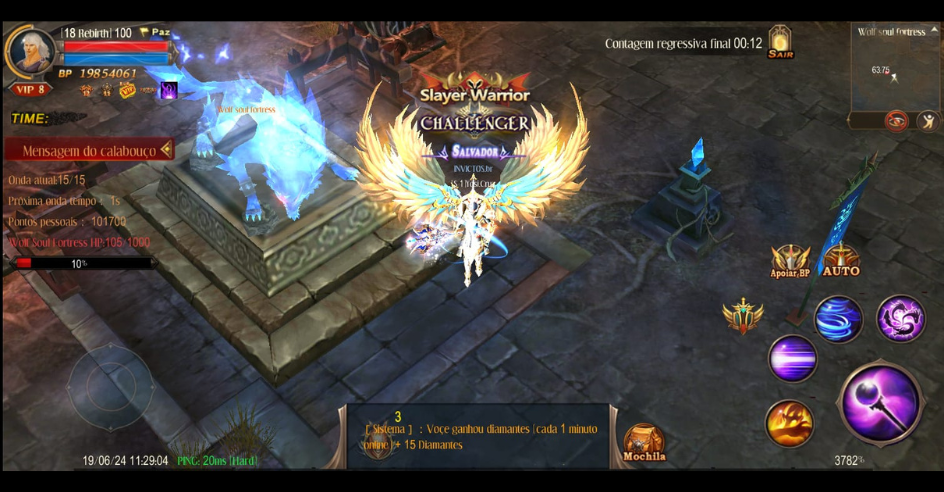 18 Rebirth| 100 Paz
BP 19854061
VIP 8
TIME:
Mensagem do calabouço
Onda atual:15/15
Próxima onda tempo : 1s
Pontos pessoais : 101700
Wolf Soul Fortress HP:105/1000
10%
Wolf soul fortress
Slayer Warrior
CHALLENGER
SALVADOR
INVICTOS.br
Contagem regressiva final 00:12
SAIR
Wolf soul fortress
63,75
Apoiar BP
AUTO
3
[ Sistema ] : Voçe ganhou diamantes [cada 1 minuto
online ]+ 15 Diamantes
Mochila
19/06/24 11:29:04 PING: 20ms [Hard]
3782%